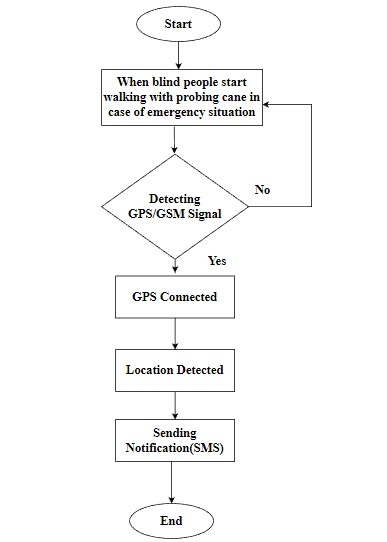 Start
When blind people start
walking with probing cane in
case of emergency situation
Detecting
GPS/GSM Signal
No
Yes
GPS Connected
Location Detected
Sending
Notification(SMS)
End